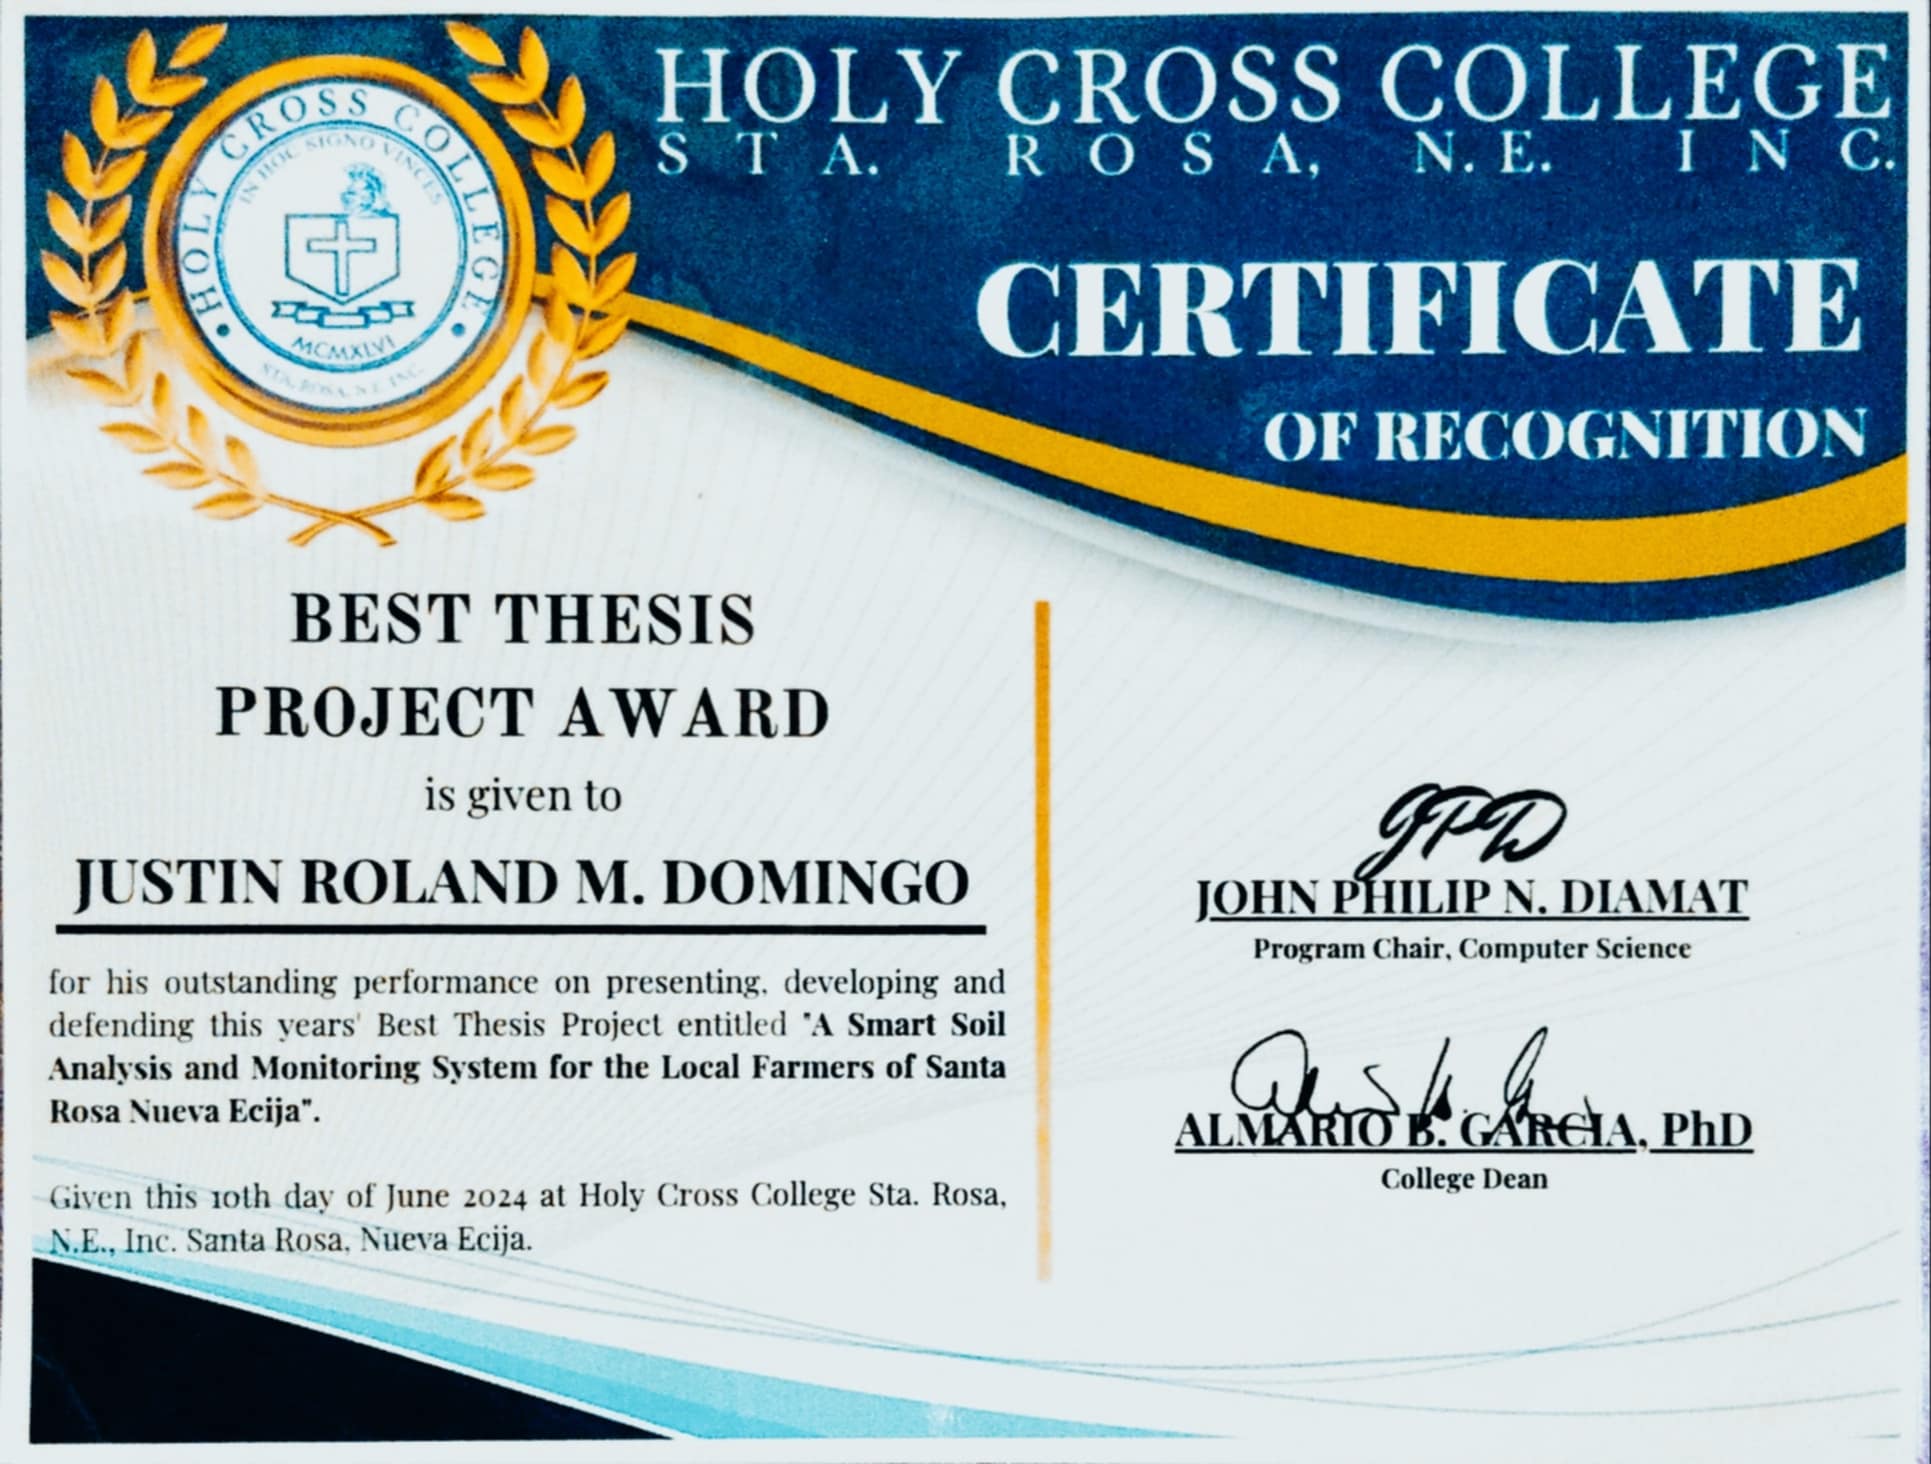 HOLY CROSS COLLEGE
STA. ROSA, N.E. INC.
HOLY CROSS COLLEGE
IN HOC SIGNO VINCES
MCMXLVI
STA. ROSA, N.E. INC.
CERTIFICATE
OF RECOGNITION
BEST THESIS
PROJECT AWARD
is given to
JUSTIN ROLAND M. DOMINGO
for his outstanding performance on presenting, developing and
defending this years' Best Thesis Project entitled "A Smart Soil
Analysis and Monitoring System for the Local Farmers of Santa
Rosa Nueva Ecija".
Given this 10th day of June 2024 at Holy Cross College Sta. Rosa,
N.E., Inc. Santa Rosa, Nueva Ecija.
JPD
JOHN PHILIP N. DIAMAT
Program Chair, Computer Science
ALMARIO B. GARCIA, PhD
College Dean